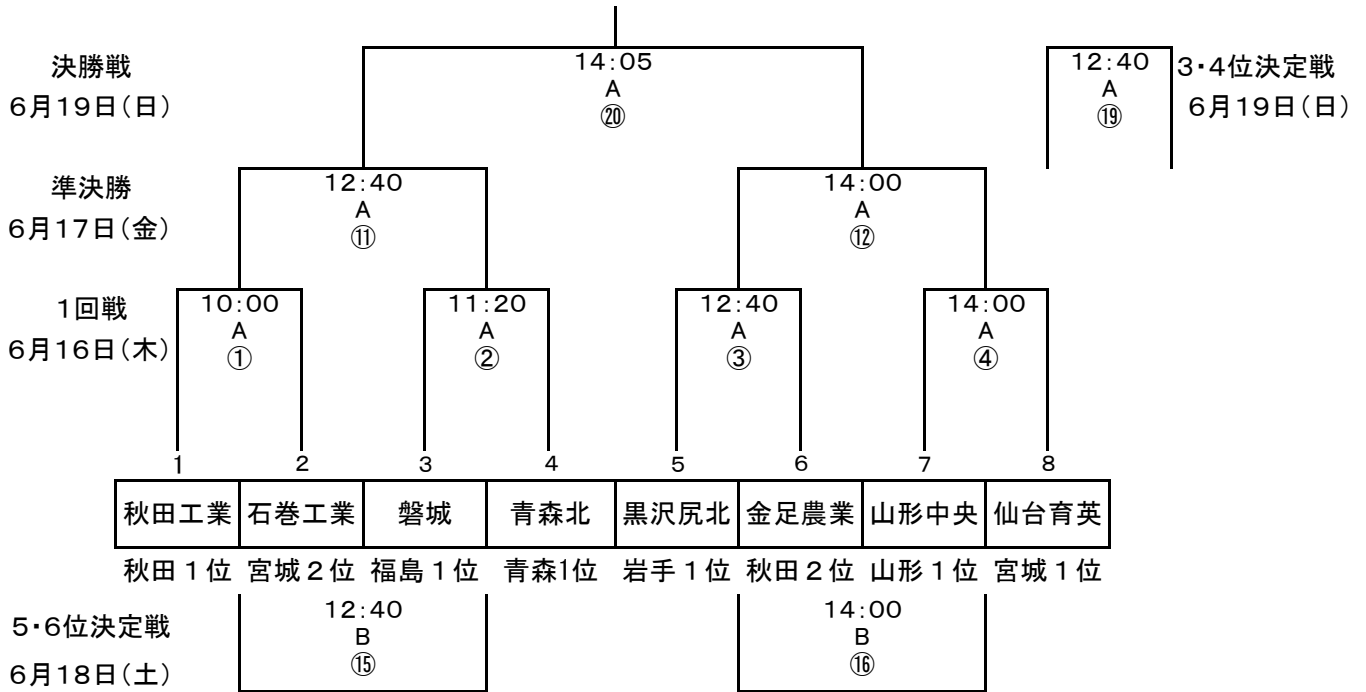 決勝戦
6月19日(日)
14:05
A
⑳
12:40
A
⑲
3・4位決定戦
6月19日(日)
準決勝
6月17日(金)
12:40
A
⑪
14:00
A
⑫
1回戦
6月16日(木)
10:00
A
①
11:20
A
②
12:40
A
③
14:00
A
④
1 2 3 4 5 6 7 8
秋田工業 石巻工業 磐城 青森北 黒沢尻北 金足農業 山形中央 仙台育英
秋田1位 宮城2位 福島1位 青森1位 岩手1位 秋田2位 山形1位 宮城1位
5・6位決定戦
6月18日(土)
12:40
B
⑮
14:00
B
⑯